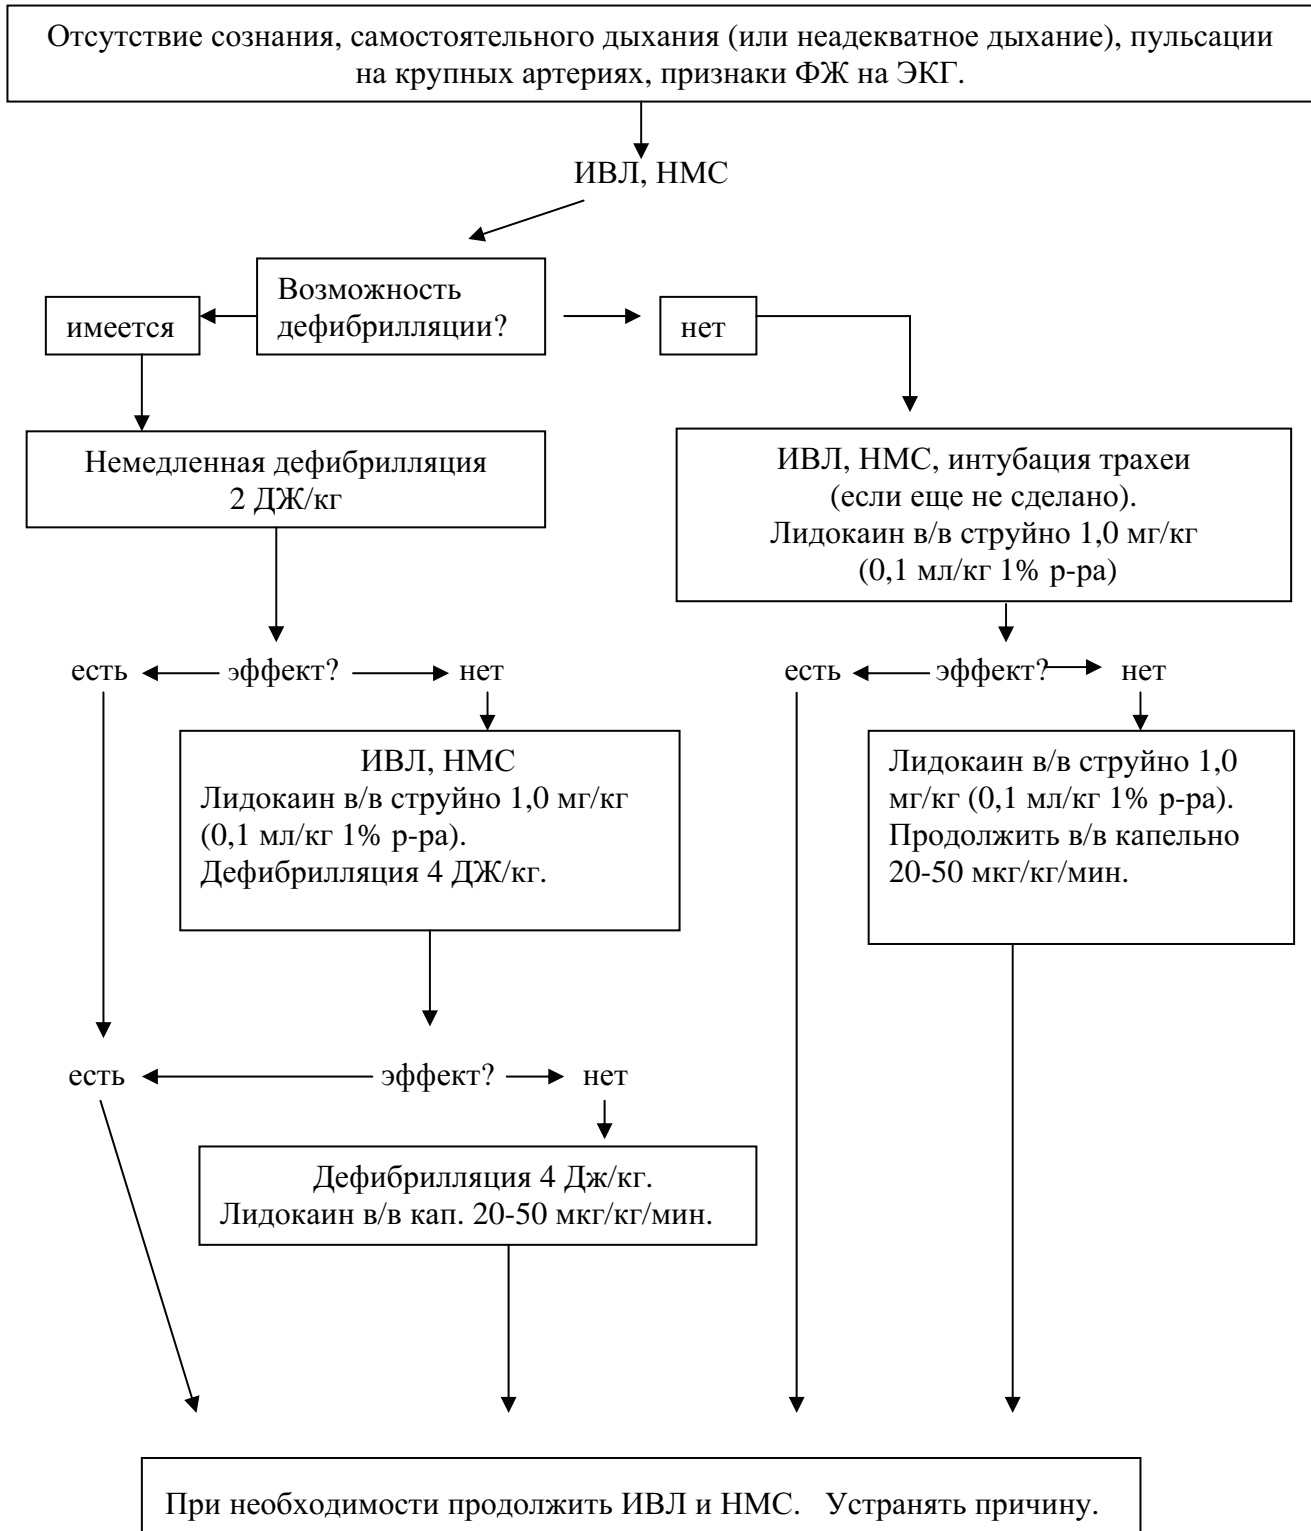 Отсутствие сознания, самостоятельного дыхания (или неадекватное дыхание), пульсации
на крупных артериях, признаки ФЖ на ЭКГ.
ИВЛ, НМС
Возможность
дефибрилляции?
имеется
нет
Немедленная дефибрилляция
2 ДЖ/кг
ИВЛ, НМС, интубация трахеи
(если еще не сделано).
Лидокаин в/в струйно 1,0 мг/кг
(0,1 мл/кг 1% р-ра)
есть эффект? нет
есть эффект? нет
ИВЛ, НМС
Лидокаин в/в струйно 1,0 мг/кг
(0,1 мл/кг 1% р-ра).
Дефибрилляция 4 ДЖ/кг.
Лидокаин в/в струйно 1,0
мг/кг (0,1 мл/кг 1% р-ра).
Продолжить в/в капельно
20-50 мкг/кг/мин.
есть эффект? нет
Дефибрилляция 4 Дж/кг.
Лидокаин в/в кап. 20-50 мкг/кг/мин.
При необходимости продолжить ИВЛ и НМС. Устранять причину.